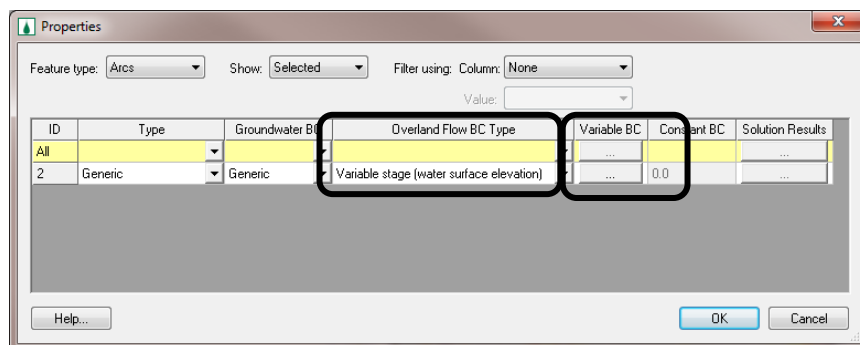 Properties
Feature type: Arcs Show: Selected Filter using: Column: None
Value:
ID Type Groundwater BC Overland Flow BC Type Variable BC Constant BC Solution Results
All ... ...
2 Generic Generic Variable stage (water surface elevation) ... 0.0 ...
Help... OK Cancel